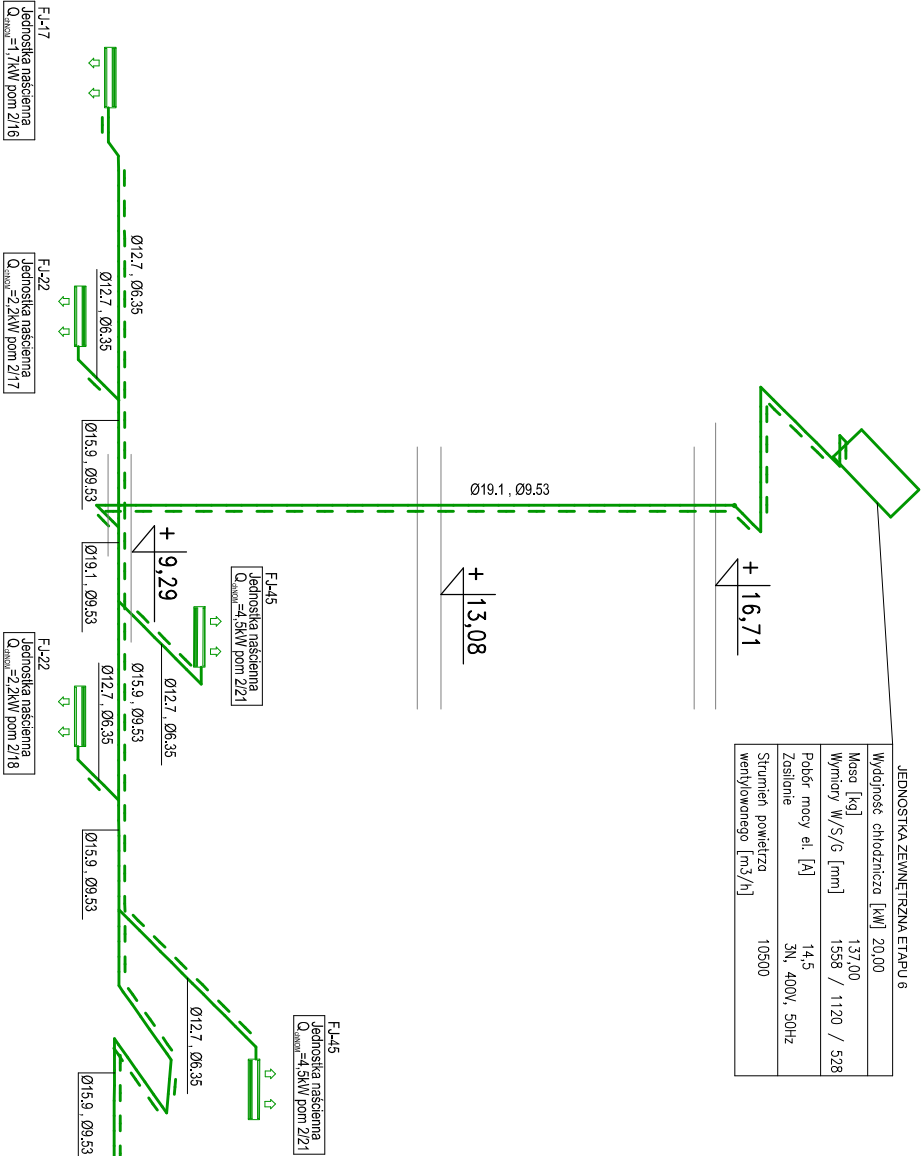 JEDNOSTKA ZEWNĘTRZNA ETAPU 6
Wydajność chłodznicza [kW] 20,00
Masa [kg] 137,00
Wymiary W/S/G [mm] 1558 / 1120 / 528
Pobór mocy el. [A] 14,5
Zasilanie 3N, 400V, 50Hz
Strumień powietrza
wentylowanego [m3/h] 10500
+ 16,71
+ 13,08
+ 9,29
Ø19.1 , Ø9.53
FJ-45
Jednostka naścienna
QchNOM=4,5kW pom 2/21
FJ-45
Jednostka naścienna
QchNOM=4,5kW pom 2/21
Ø12.7 , Ø6.35
Ø12.7 , Ø6.35
Ø12.7 , Ø6.35
Ø15.9 , Ø9.53
Ø12.7 , Ø6.35
Ø12.7 , Ø6.35
Ø15.9 , Ø9.53
Ø19.1 , Ø9.53
Ø15.9 , Ø9.53
Ø15.9 , Ø9.53
FJ-17
Jednostka naścienna
QchNOM=1,7kW pom 2/16
FJ-22
Jednostka naścienna
QchNOM=2,2kW pom 2/17
FJ-22
Jednostka naścienna
QchNOM=2,2kW pom 2/18